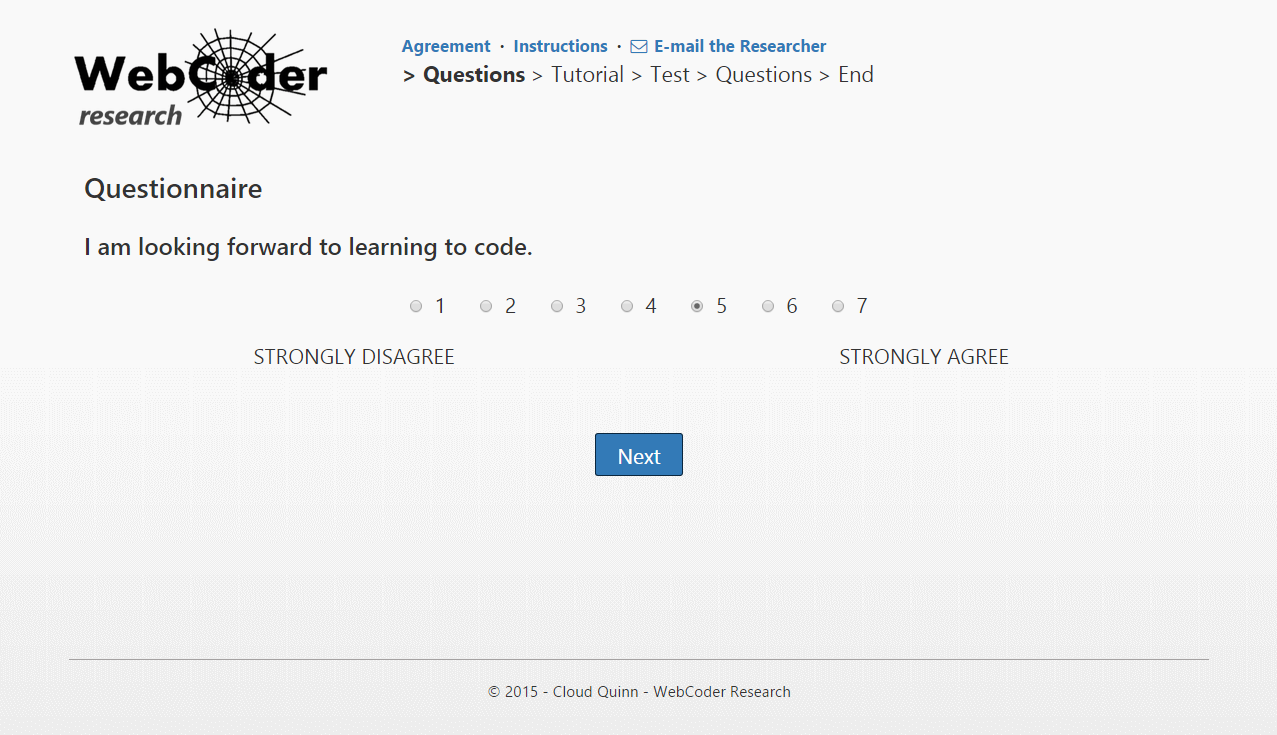 WebCoder
research
Agreement · Instructions · E-mail the Researcher
> Questions > Tutorial > Test > Questions > End
Questionnaire
I am looking forward to learning to code.
1 2 3 4 5 6 7
STRONGLY DISAGREE STRONGLY AGREE
Next
© 2015 - Cloud Quinn - WebCoder Research